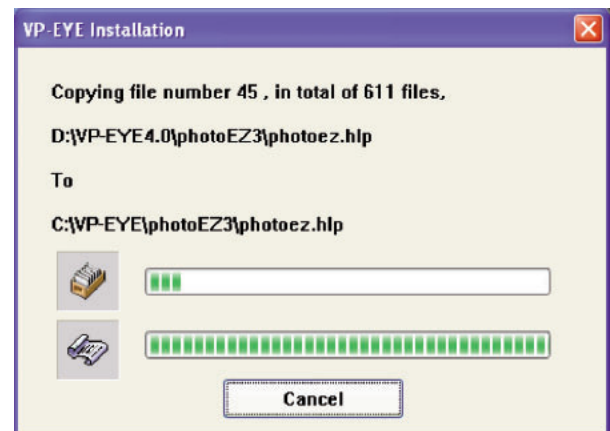 VP-EYE Installation
Copying file number 45 , in total of 611 files,
D:\VP-EYE4.0\photoEZ3\photoez.hlp
To
C:\VP-EYE\photoEZ3\photoez.hlp
Cancel